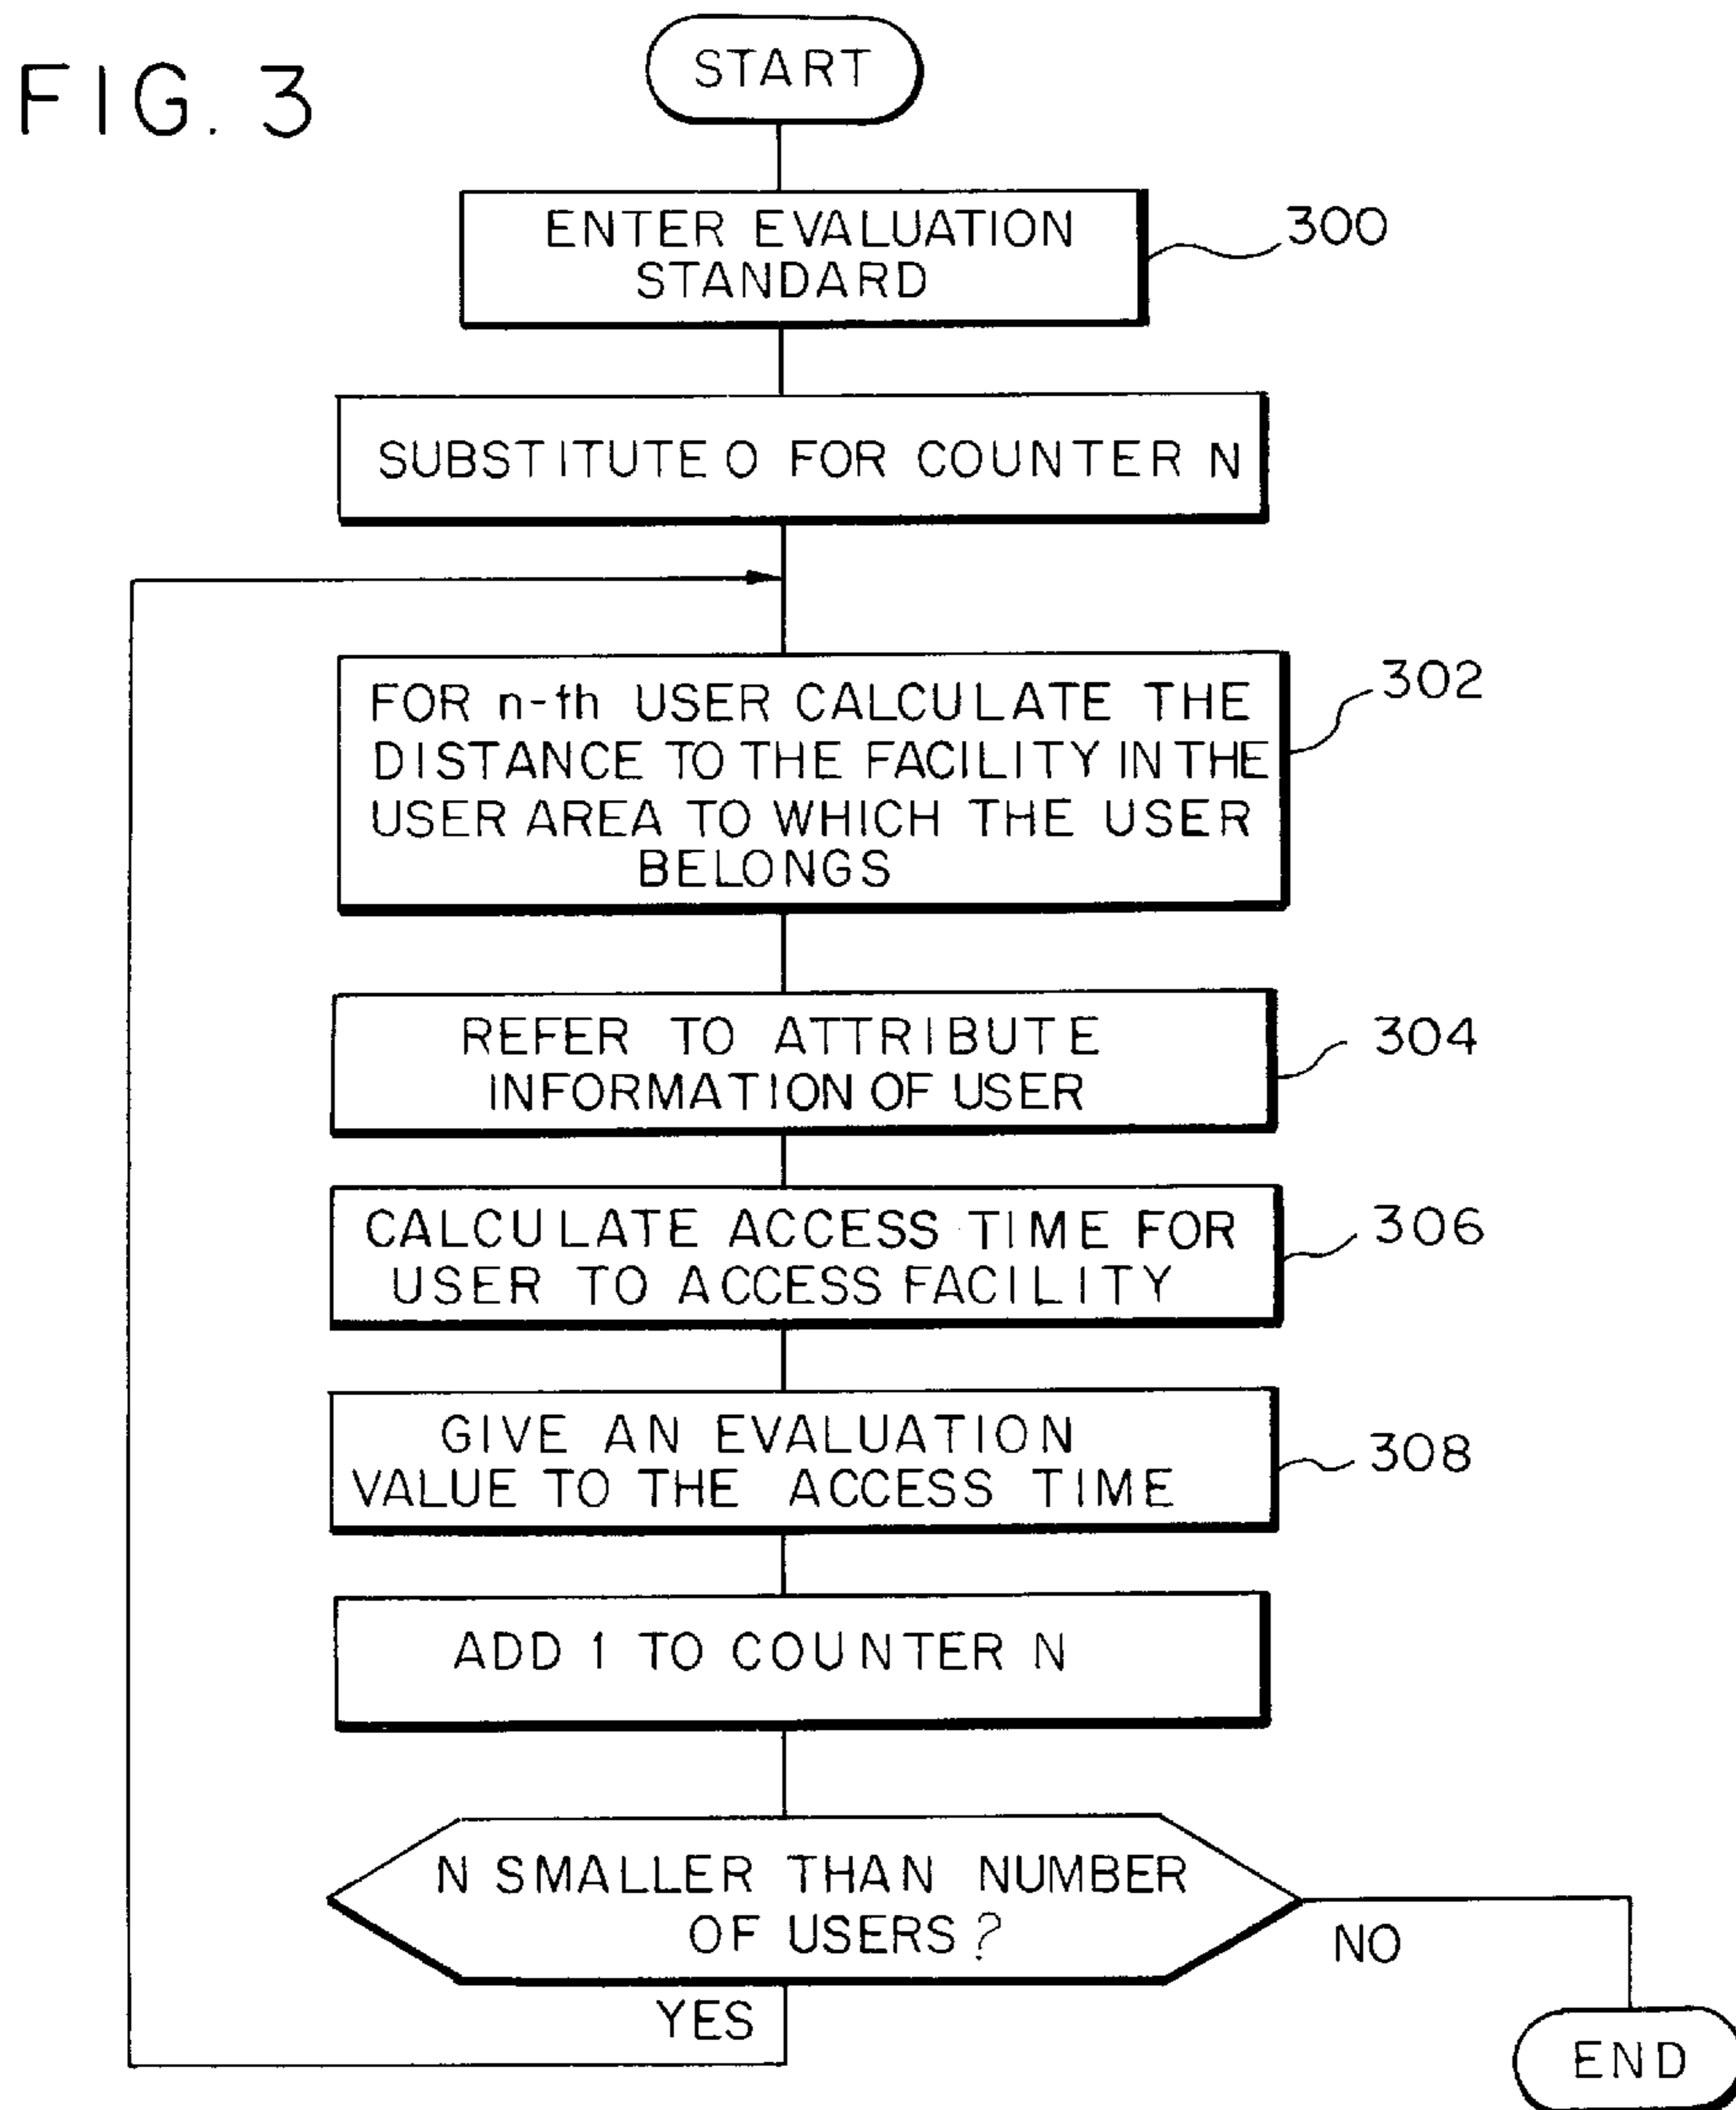 FIG. 3
START
ENTER EVALUATION
STANDARD
300
SUBSTITUTE 0 FOR COUNTER N
FOR n-th USER CALCULATE THE
DISTANCE TO THE FACILITY IN THE
USER AREA TO WHICH THE USER
BELONGS
302
REFER TO ATTRIBUTE
INFORMATION OF USER
304
CALCULATE ACCESS TIME FOR
USER TO ACCESS FACILITY
306
GIVE AN EVALUATION
VALUE TO THE ACCESS TIME
308
ADD 1 TO COUNTER N
N SMALLER THAN NUMBER
OF USERS?
NO
YES
END